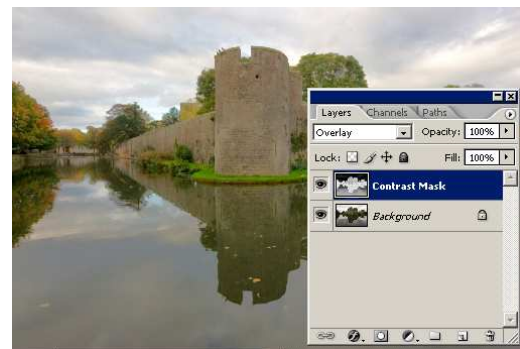 Layers Channels Paths
Overlay Opacity: 100%
Lock: Fill: 100%
Contrast Mask
Background